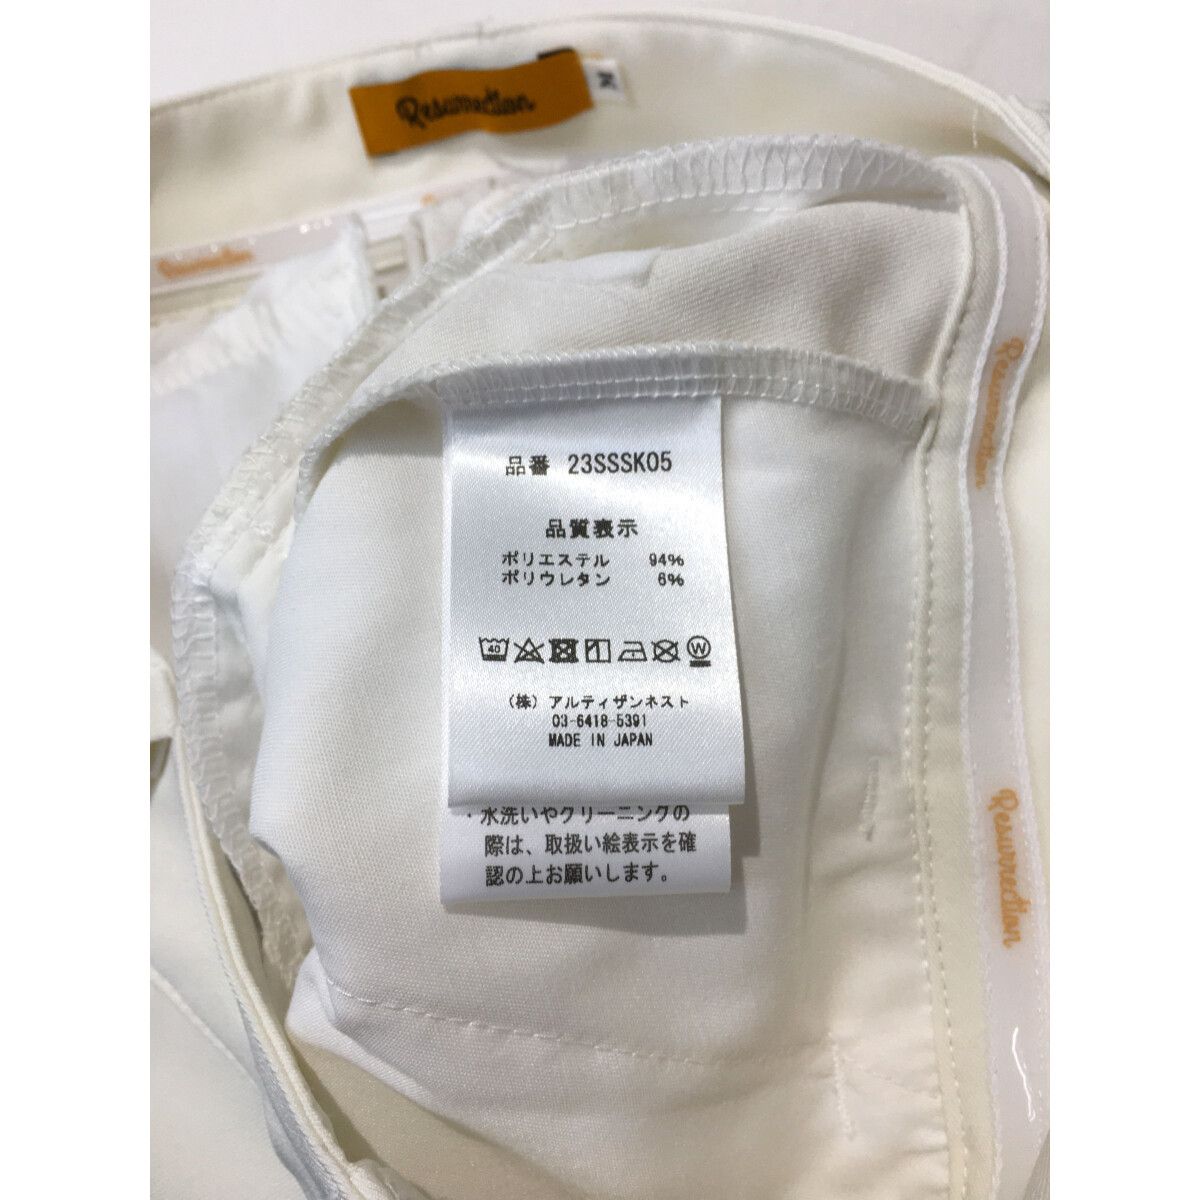 Resurrection
M
Resurrection
Resurrection
品番 23SSSK05
品質表示
ポリエステル 94%
ポリウレタン 6%
40
W
(株) アルティザンネスト
03-6418-5391
MADE IN JAPAN
・水洗いやクリーニングの
際は、取扱い絵表示を確
認の上お願いします。
Resurrection